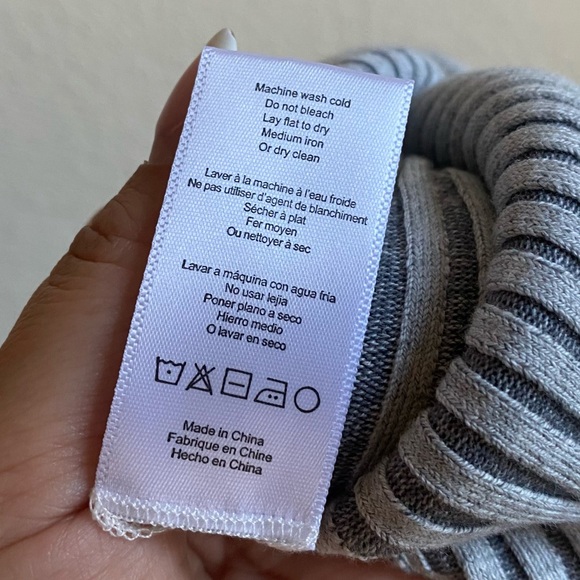 Machine wash cold
Do not bleach
Lay flat to dry
Medium iron
Or dry clean
Laver à la machine à l'eau froide
Ne pas utiliser d'agent de blanchiment
Sécher à plat
Fer moyen
Ou nettoyer à sec
Lavar a máquina con agua fria
No usar lejia
Poner plano a seco
Hierro medio
O lavar en seco
Made in China
Fabrique en Chine
Hecho en China